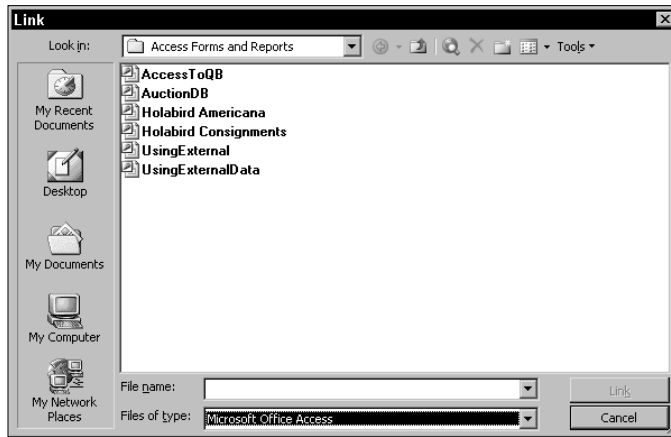 Link
Look in:
Access Forms and Reports
Tools
My Recent
Documents
Desktop
My Documents
My Computer
My Network
Places
AccessToQB
AuctionDB
Holabird Americana
Holabird Consignments
UsingExternal
UsingExternalData
File name:
Link
Files of type:
Microsoft Office Access
Cancel